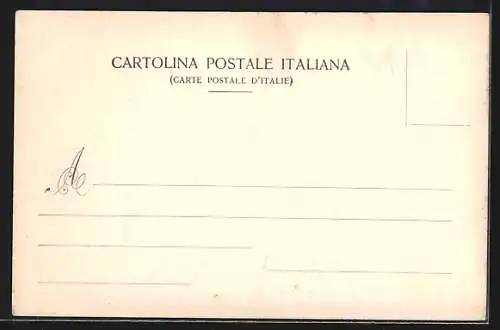 CARTOLINA POSTALE ITALIANA
(CARTE POSTALE D'ITALIE)
A